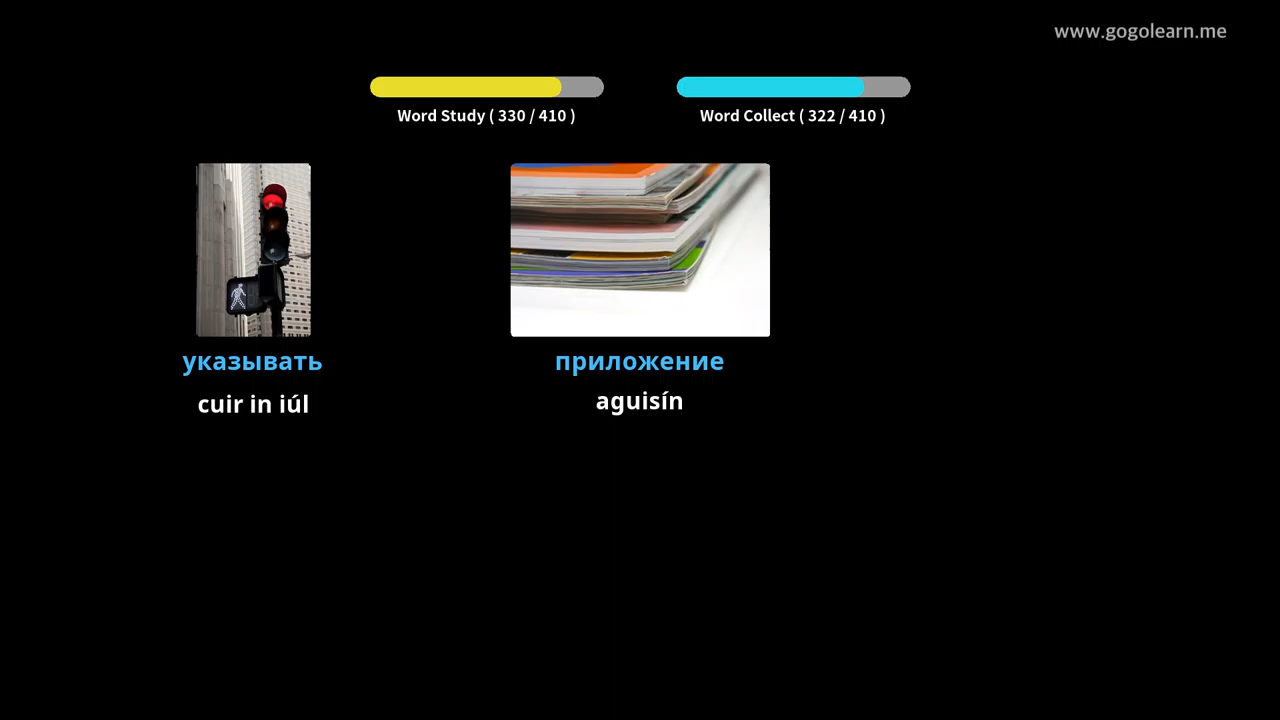 www.gogolearn.me
Word Study ( 330 / 410 )
Word Collect ( 322 / 410 )
указывать
cuir in iúl
приложение
aguisín